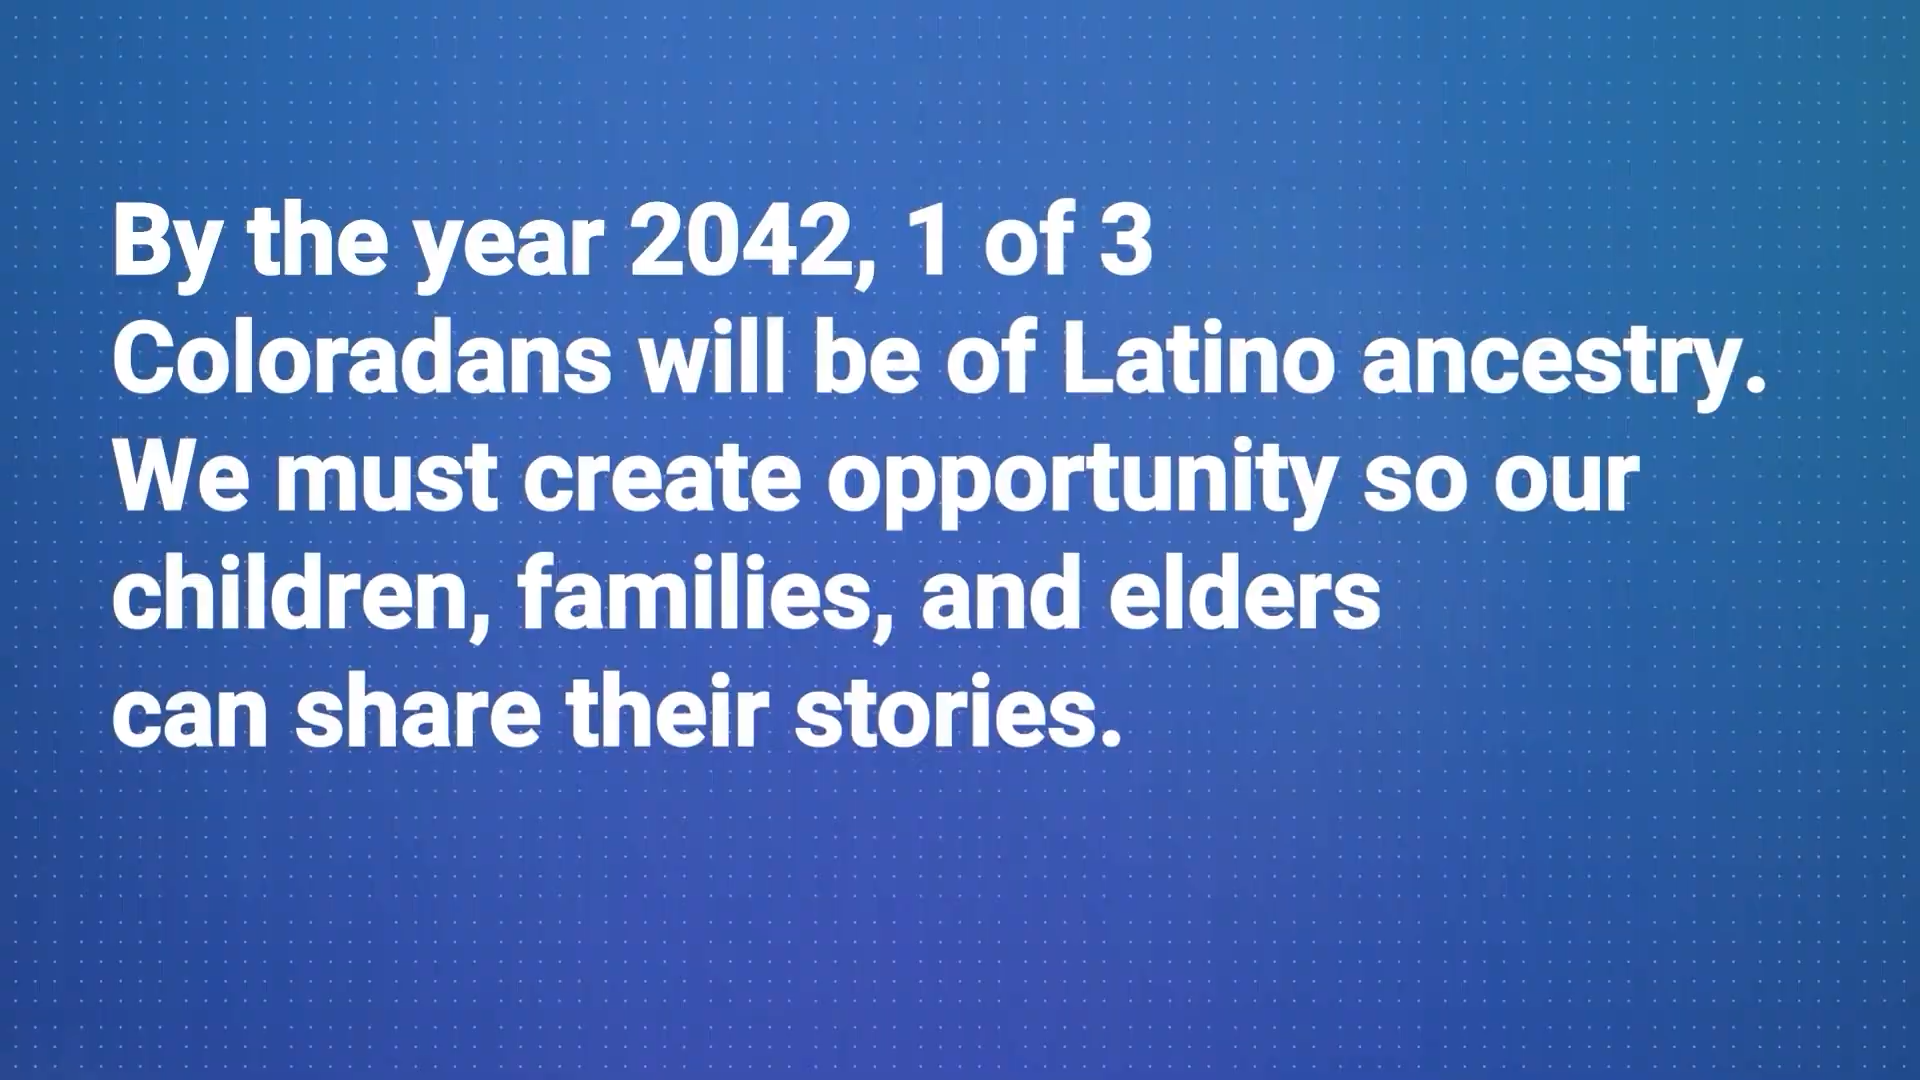 By the year 2042, 1 of 3
Coloradans will be of Latino ancestry.
We must create opportunity so our
children, families, and elders
can share their stories.